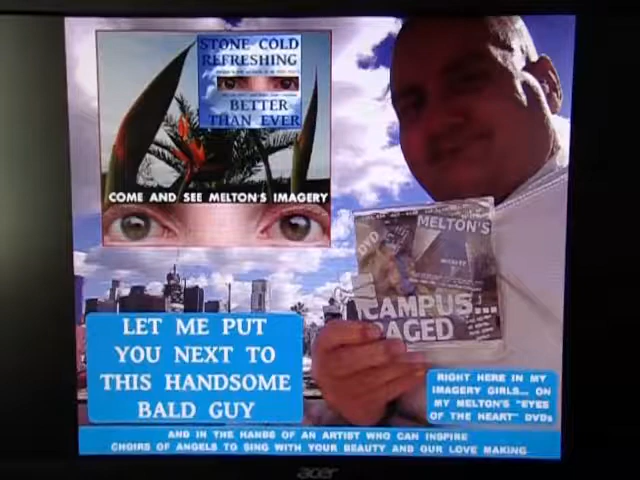 STONE COLD
REFRESHING
BETTER
THAN EVER
COME AND SEE MELTON'S IMAGERY
DVD
MELTON'S
CAMPUS...
LET ME PUT
YOU NEXT TO
THIS HANDSOME
BALD GUY
RIGHT HERE IN MY
IMAGERY GIRLS... ON
MY MELTON'S "EYES
OF THE HEART" DVDs
AND IN THE HANDS OF AN ARTIST WHO CAN INSPIRE
CHOIRS OF ANGELS TO SING WITH YOUR BEAUTY AND OUR LOVE MAKING
acer